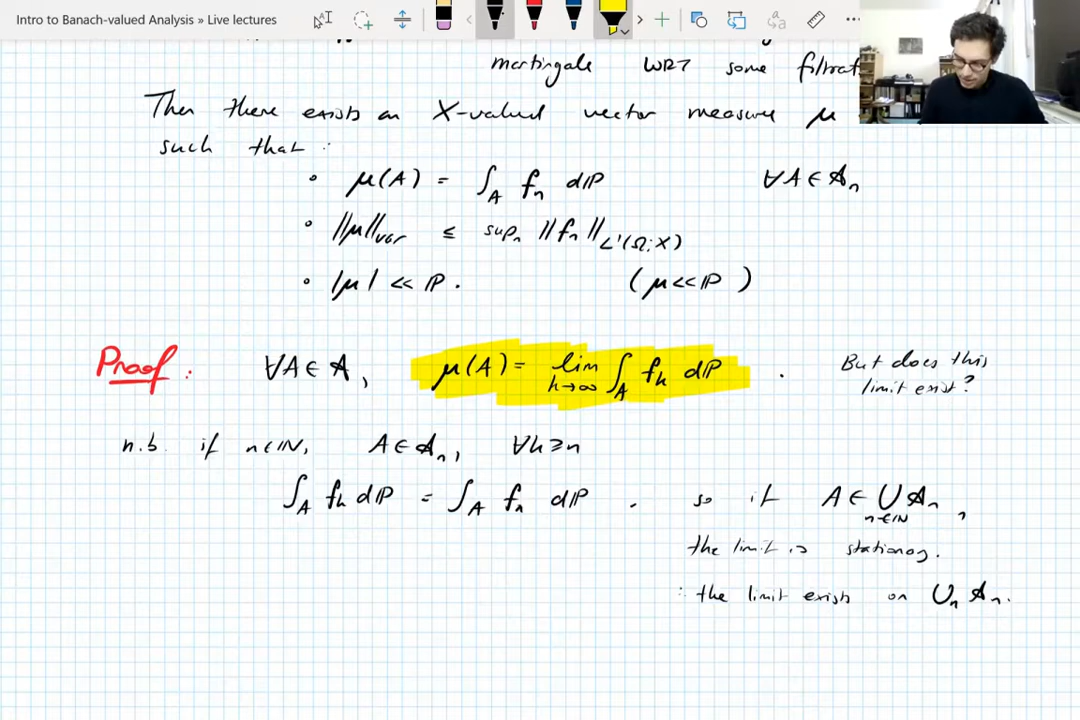 Intro to Banach-valued Analysis » Live lectures
martingale WRT some filtrat
Then there exists an X-valued vector measure μ
such that :
• μ(A) = ∫_A f_n dℙ ∀A ∈ 𝒜_n
• ‖μ‖_var ≤ sup_n ‖f_n‖_L¹(Ω;X)
• |μ| << ℙ. (μ << ℙ)
Proof : ∀A ∈ 𝒜, μ(A) = lim_{k→∞} ∫_A f_k dℙ . But does this
limit exist?
n.b. if n∈ℕ, A ∈ 𝒜_n, ∀k ≥ n
∫_A f_k dℙ = ∫_A f_n dℙ . so if A ∈ ∪_{n∈ℕ} 𝒜_n ,
the limit is stationary.
∴ the limit exists on ∪_n 𝒜_n.